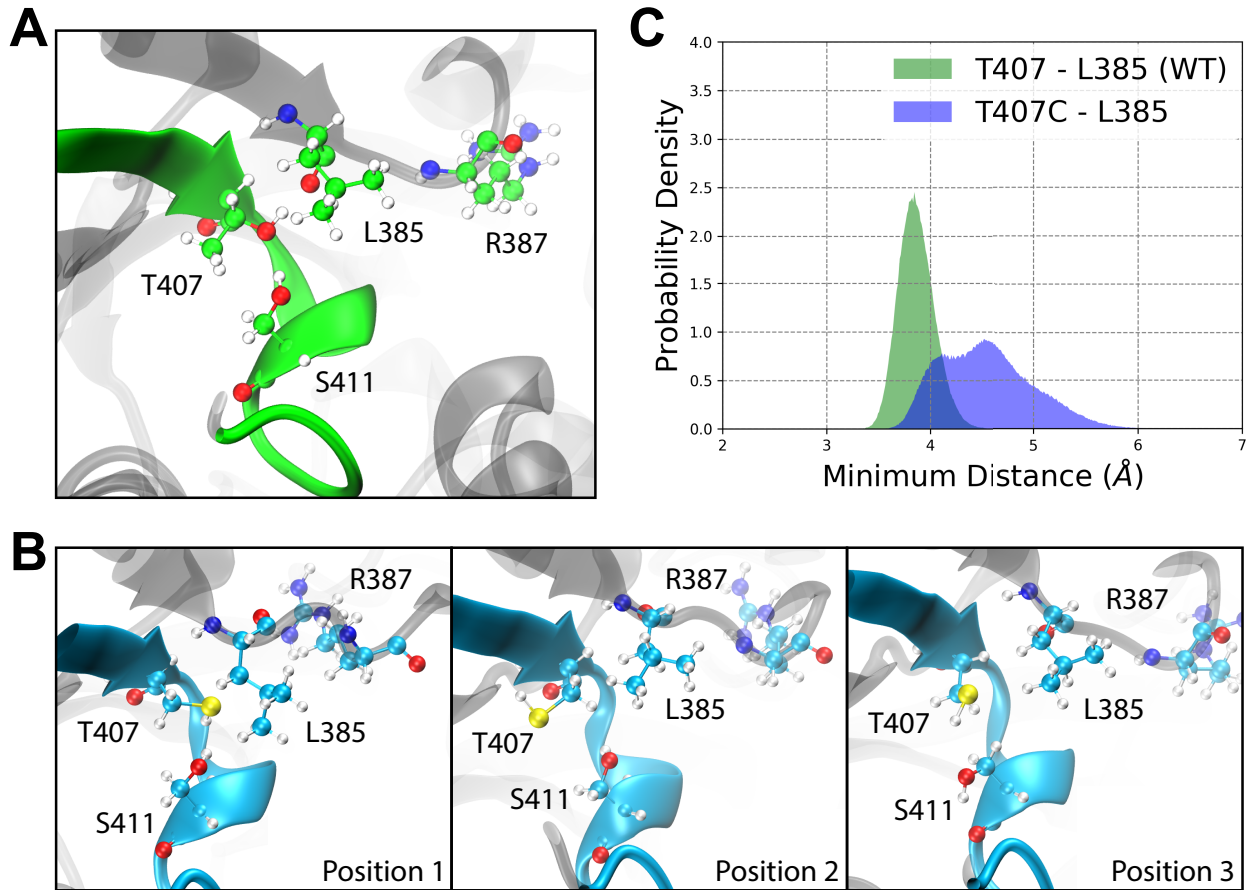 A
L385
R387
T407
S411
C
4.0
3.5
3.0
2.5
2.0
1.5
1.0
0.5
0.0
2 3 4 5 6 7
Probability Density
Minimum Distance (Å)
T407 - L385 (WT)
T407C - L385
B
R387
T407
L385
S411
Position 1
R387
L385
T407
S411
Position 2
R387
T407
L385
S411
Position 3